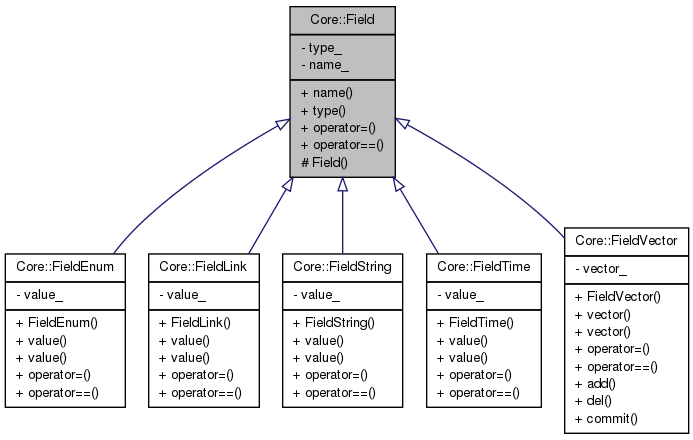 Core::Field
- type_
- name_
+ name()
+ type()
+ operator=()
+ operator==()
# Field()
Core::FieldEnum
- value_
+ FieldEnum()
+ value()
+ value()
+ operator=()
+ operator==()
Core::FieldLink
- value_
+ FieldLink()
+ value()
+ value()
+ operator=()
+ operator==()
Core::FieldString
- value_
+ FieldString()
+ value()
+ value()
+ operator=()
+ operator==()
Core::FieldTime
- value_
+ FieldTime()
+ value()
+ value()
+ operator=()
+ operator==()
Core::FieldVector
- vector_
+ FieldVector()
+ vector()
+ vector()
+ operator=()
+ operator==()
+ add()
+ del()
+ commit()